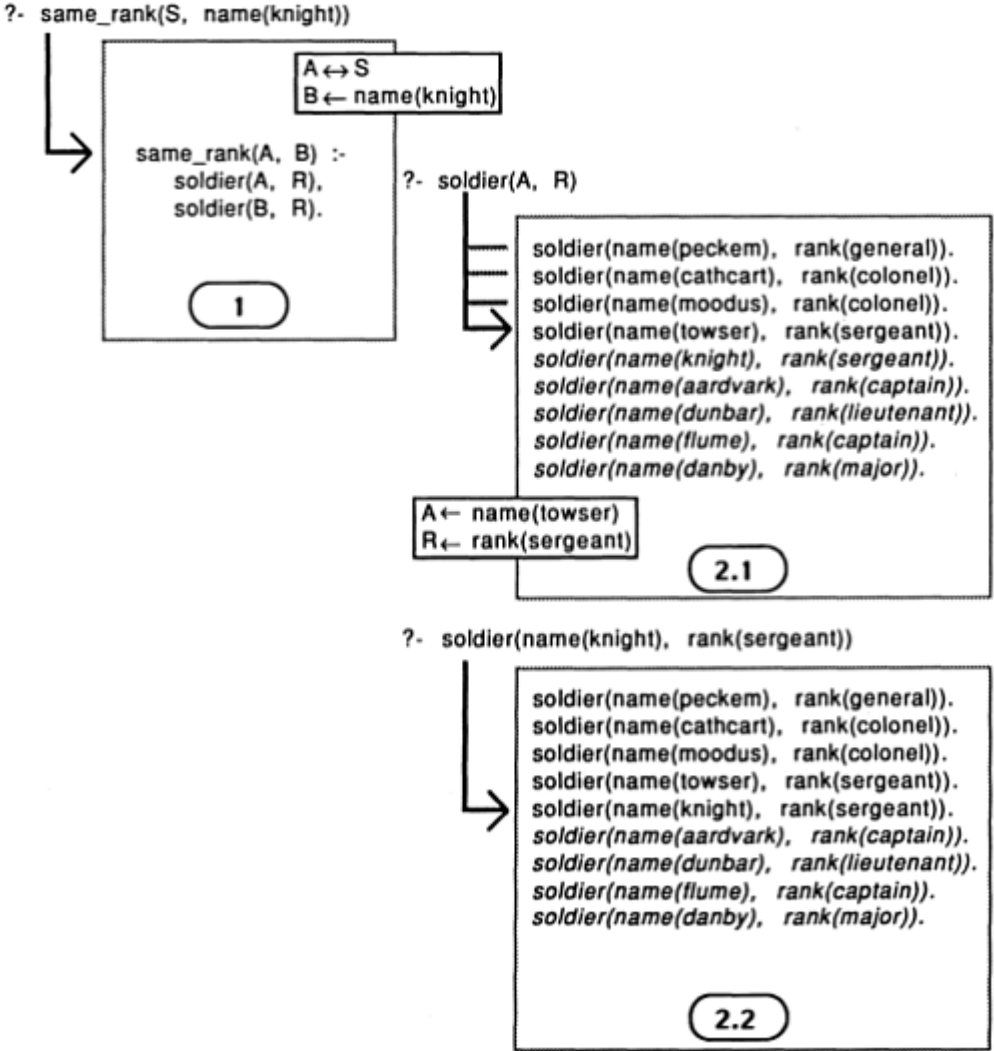 ?- same_rank(S, name(knight))
A ↔ S
B ← name(knight)
same_rank(A, B) :-
soldier(A, R),
soldier(B, R).
1
?- soldier(A, R)
soldier(name(peckem), rank(general)).
soldier(name(cathcart), rank(colonel)).
soldier(name(moodus), rank(colonel)).
soldier(name(towser), rank(sergeant)).
soldier(name(knight), rank(sergeant)).
soldier(name(aardvark), rank(captain)).
soldier(name(dunbar), rank(lieutenant)).
soldier(name(flume), rank(captain)).
soldier(name(danby), rank(major)).
A ← name(towser)
R ← rank(sergeant)
2.1
?- soldier(name(knight), rank(sergeant))
soldier(name(peckem), rank(general)).
soldier(name(cathcart), rank(colonel)).
soldier(name(moodus), rank(colonel)).
soldier(name(towser), rank(sergeant)).
soldier(name(knight), rank(sergeant)).
soldier(name(aardvark), rank(captain)).
soldier(name(dunbar), rank(lieutenant)).
soldier(name(flume), rank(captain)).
soldier(name(danby), rank(major)).
2.2